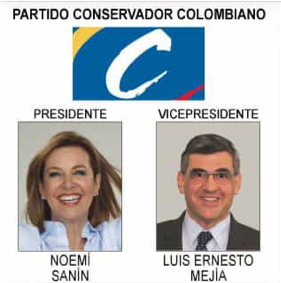 PARTIDO CONSERVADOR COLOMBIANO
C
PRESIDENTE
VICEPRESIDENTE
NOEMÍ
SANÍN
LUIS ERNESTO
MEJÍA